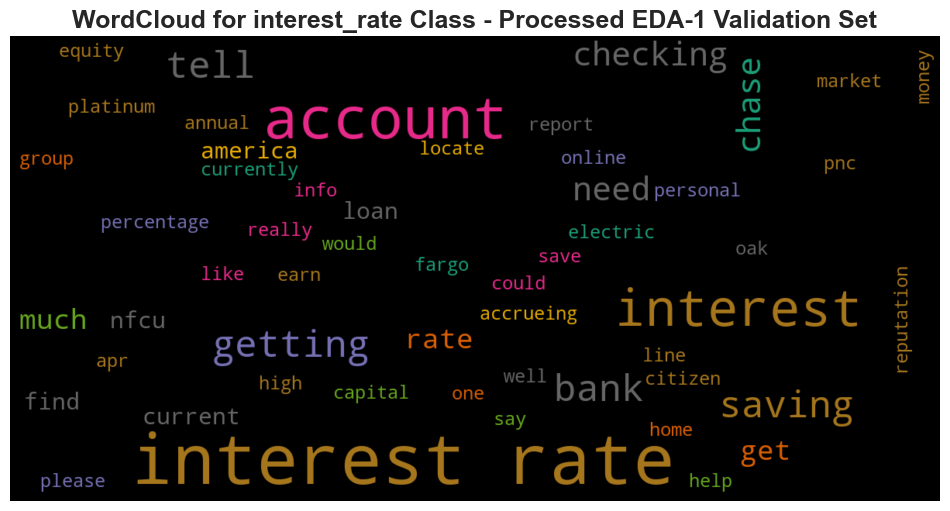 WordCloud for interest_rate Class - Processed EDA-1 Validation Set
equity
tell
checking
chase
market
money
platinum
annual
account
report
group
america
locate
online
pnc
currently
info
need
personal
percentage
loan
really
would
electric
oak
like
earn
fargo
save
could
interest
reputation
much
nfcu
getting
rate
accrueing
apr
high
capital
one
well
line
bank
citizen
find
current
say
saving
home
get
please
interest rate
help